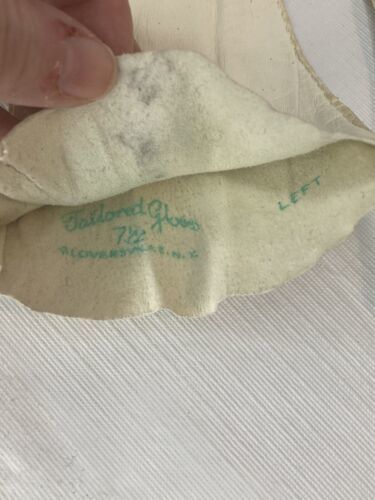 Tailored Gloves
7½
GLOVERSVILLE, N.Y.
LEFT